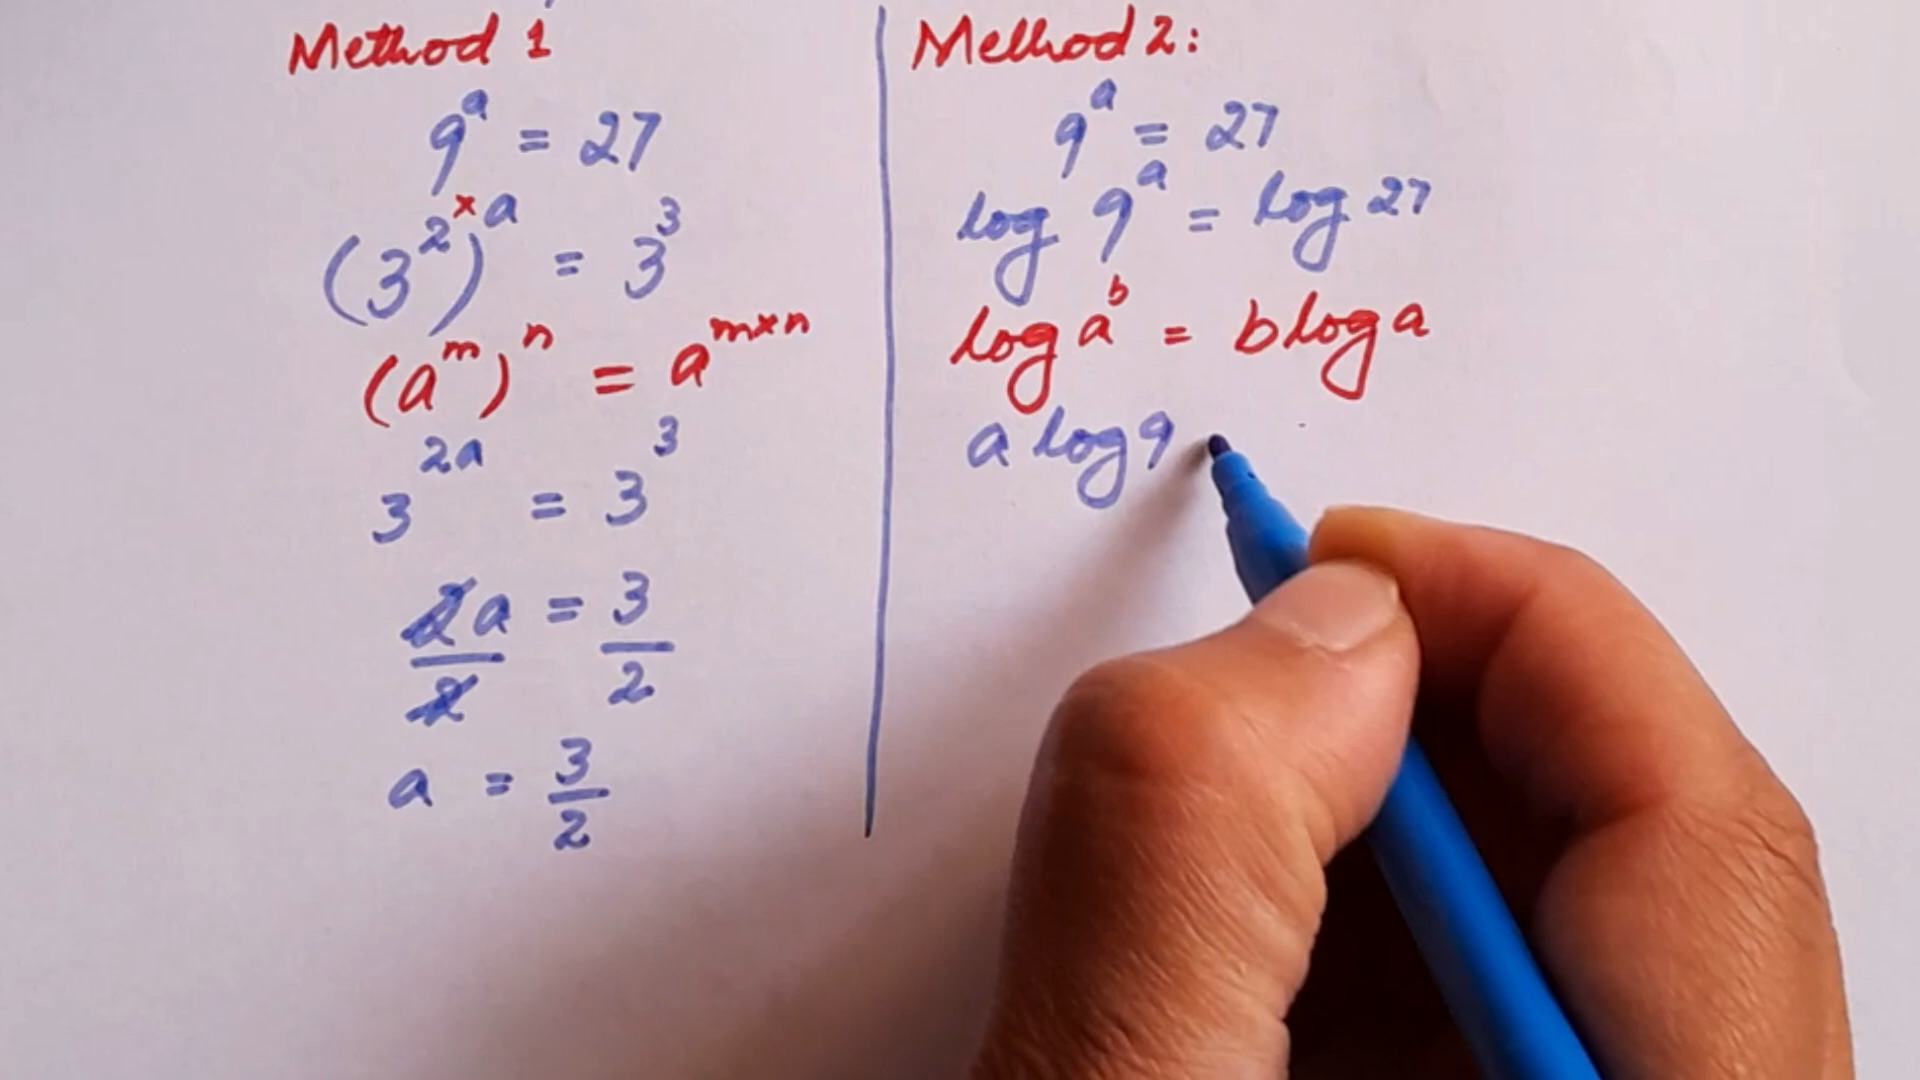 Method 1
9^a = 27
(3^2)^{× a} = 3^3
(a^m)^n = a^{m×n}
3^{2a} = 3^3
2a/2 = 3/2
a = 3/2
Method 2:
9^a = 27
log 9^a = log 27
log a^b = b log a
a log 9